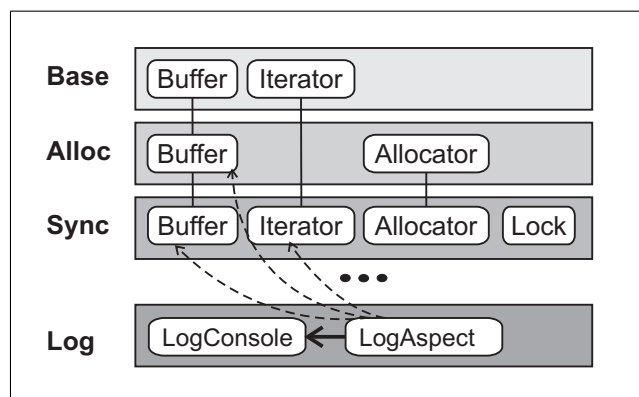 Base Buffer Iterator
Alloc Buffer Allocator
Sync Buffer Iterator Allocator Lock
•••
Log LogConsole LogAspect